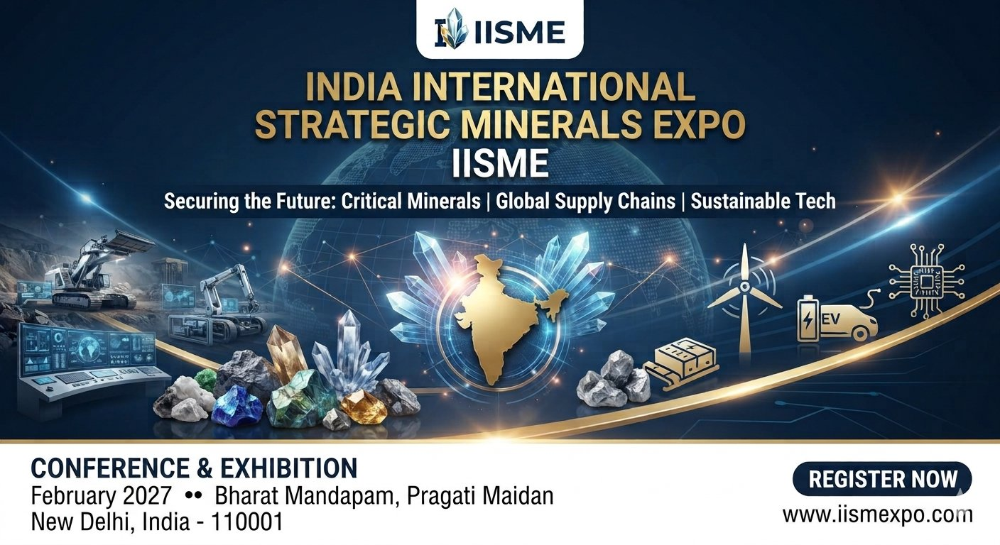 IISME
INDIA INTERNATIONAL
STRATEGIC MINERALS EXPO
IISME
Securing the Future: Critical Minerals | Global Supply Chains | Sustainable Tech
EV
CONFERENCE & EXHIBITION
February 2027 •• Bharat Mandapam, Pragati Maidan
New Delhi, India - 110001
REGISTER NOW
www.iismexpo.com